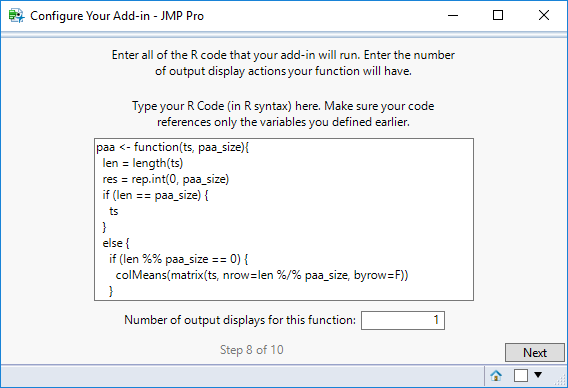 Configure Your Add-in - JMP Pro
Enter all of the R code that your add-in will run. Enter the number
of output display actions your function will have.
Type your R Code (in R syntax) here. Make sure your code
references only the variables you defined earlier.
paa <- function(ts, paa_size){
len = length(ts)
res = rep.int(0, paa_size)
if (len == paa_size) {
ts
}
else {
if (len %% paa_size == 0) {
colMeans(matrix(ts, nrow=len %/% paa_size, byrow=F))
}
Number of output displays for this function: 1
Step 8 of 10
Next